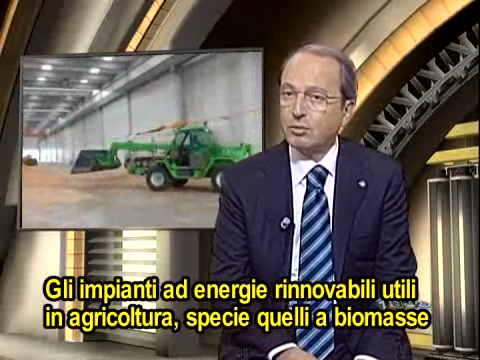 Gli impianti ad energie rinnovabili utili
in agricoltura, specie quelli a biomasse